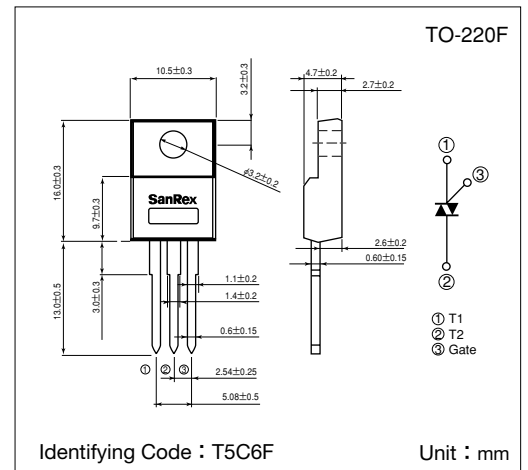 TO-220F
10.5±0.3
3.2±0.3
4.7±0.2
2.7±0.2
16.0±0.3
9.7±0.3
φ3.2±0.2
SanRex
13.0±0.5
3.0±0.3
1.1±0.2
1.4±0.2
0.6±0.15
2.6±0.2
0.60±0.15
① ② ③
2.54±0.25
5.08±0.5
①
③
②
① T1
② T2
③ Gate
Identifying Code：T5C6F
Unit：mm